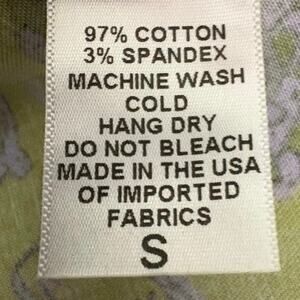 97% COTTON
3% SPANDEX
MACHINE WASH
COLD
HANG DRY
DO NOT BLEACH
MADE IN THE USA
OF IMPORTED
FABRICS
S